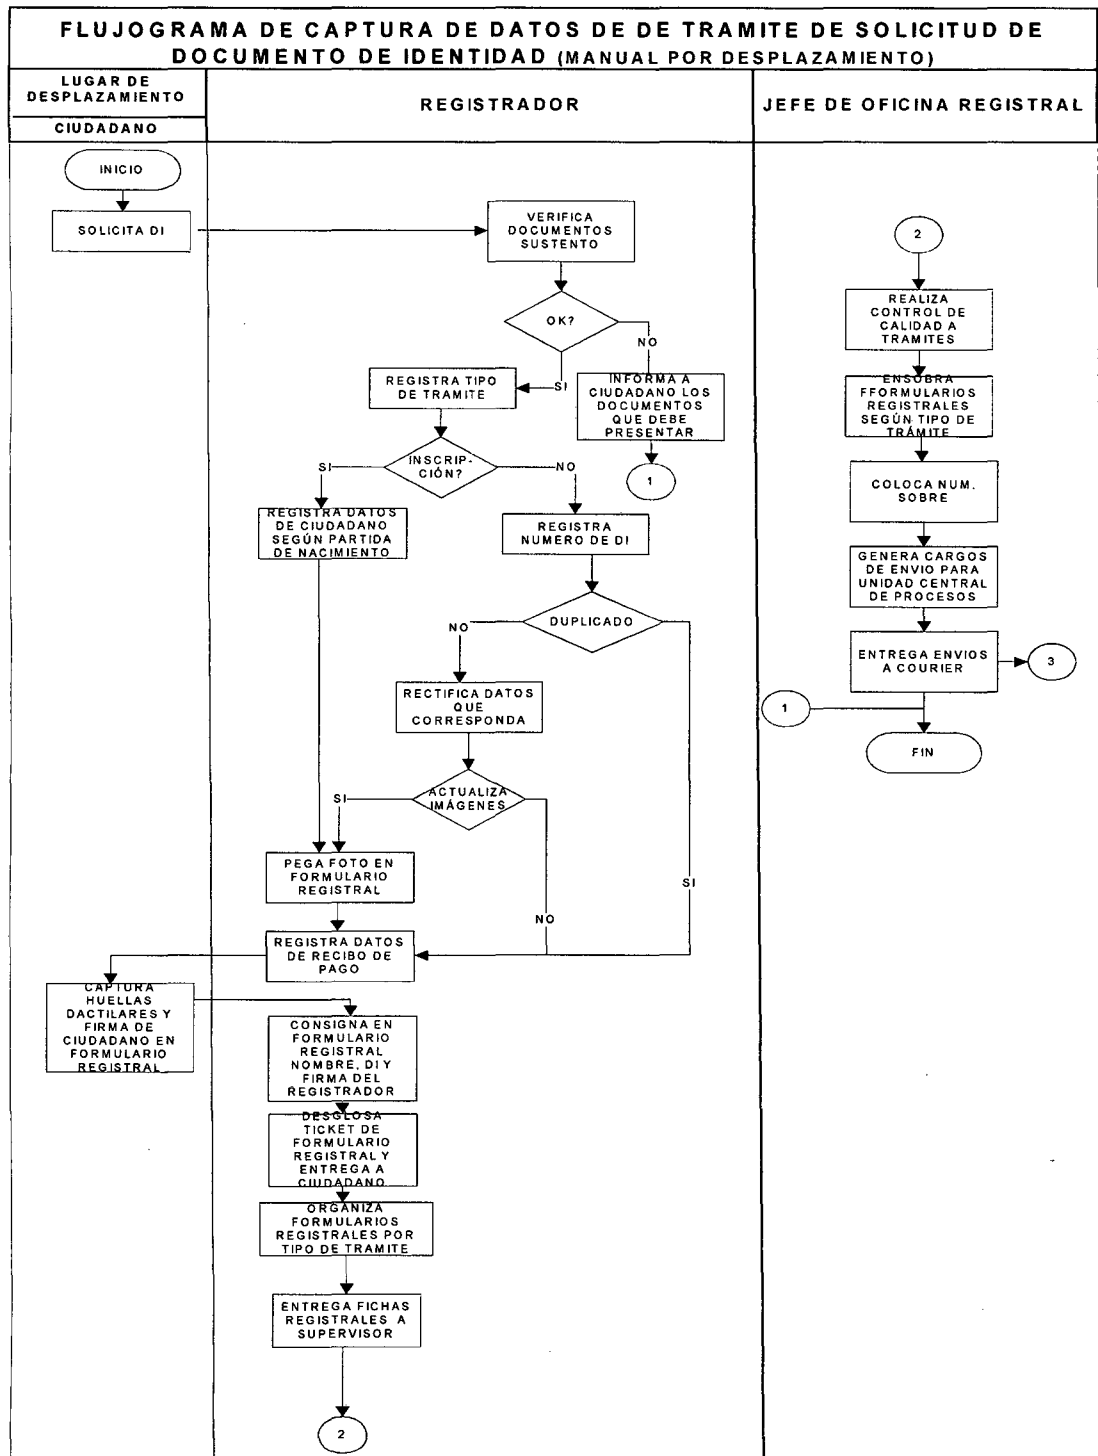 FLUJOGRAMA DE CAPTURA DE DATOS DE DE TRAMITE DE SOLICITUD DE
DOCUMENTO DE IDENTIDAD (MANUAL POR DESPLAZAMIENTO)
LUGAR DE
DESPLAZAMIENTO
CIUDADANO
REGISTRADOR
JEFE DE OFICINA REGISTRAL
INICIO
SOLICITA DI
VERIFICA
DOCUMENTOS
SUSTENTO
OK?
NO
SI
INFORMA A
CIUDADANO LOS
DOCUMENTOS
QUE DEBE
PRESENTAR
1
REGISTRA TIPO
DE TRAMITE
INSCRIP-
CIÓN?
SI
NO
REGISTRA DATOS
DE CIUDADANO
SEGÚN PARTIDA
DE NACIMIENTO
REGISTRA
NUMERO DE DI
DUPLICADO
NO
SI
RECTIFICA DATOS
QUE
CORRESPONDA
ACTUALIZA
IMÁGENES
SI
NO
PEGA FOTO EN
FORMULARIO
REGISTRAL
REGISTRA DATOS
DE RECIBO DE
PAGO
CAPTURA
HUELLAS
DACTILARES Y
FIRMA DE
CIUDADANO EN
FORMULARIO
REGISTRAL
CONSIGNA EN
FORMULARIO
REGISTRAL
NOMBRE, DI Y
FIRMA DEL
REGISTRADOR
DESGLOSA
TICKET DE
FORMULARIO
REGISTRAL Y
ENTREGA A
CIUDADANO
ORGANIZA
FORMULARIOS
REGISTRALES POR
TIPO DE TRAMITE
ENTREGA FICHAS
REGISTRALES A
SUPERVISOR
2
2
REALIZA
CONTROL DE
CALIDAD A
TRAMITES
ENSOBRA
FFORMULARIOS
REGISTRALES
SEGÚN TIPO DE
TRÁMITE
COLOCA NUM.
SOBRE
GENERA CARGOS
DE ENVIO PARA
UNIDAD CENTRAL
DE PROCESOS
ENTREGA ENVIOS
A COURIER
3
1
FIN